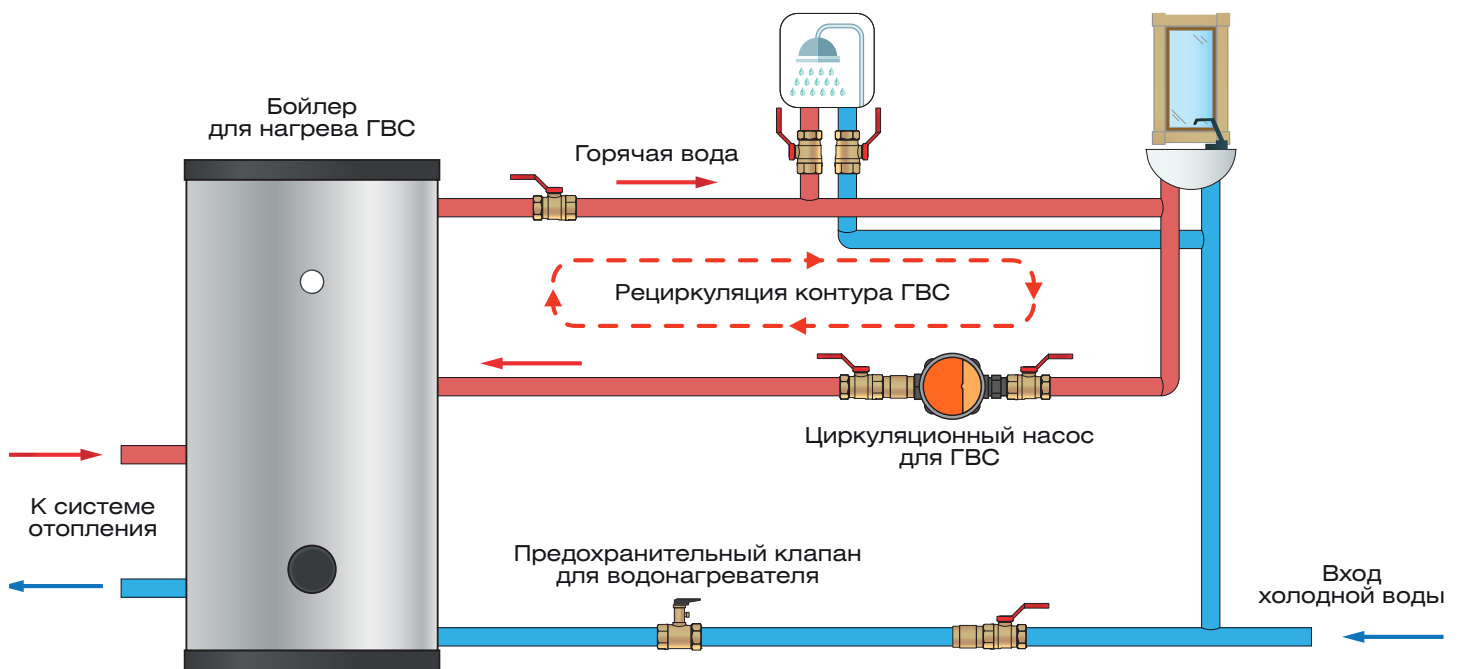 Бойлер
для нагрева ГВС
Горячая вода
Рециркуляция контура ГВС
Циркуляционный насос
для ГВС
К системе
отопления
Предохранительный клапан
для водонагревателя
Вход
холодной воды